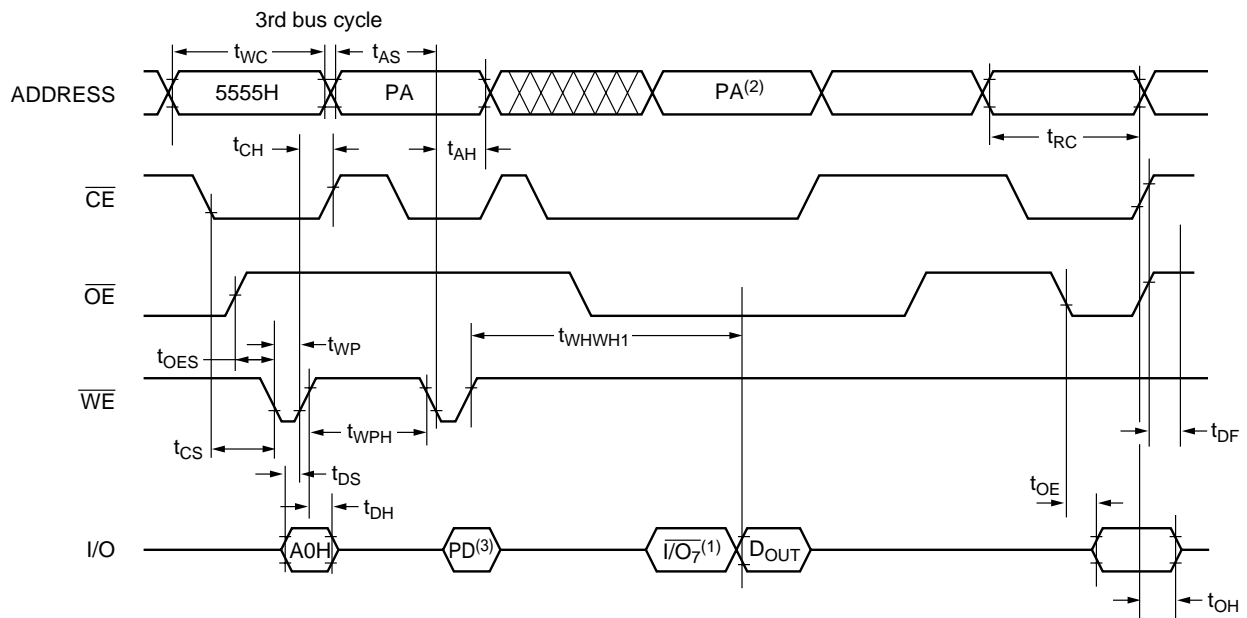 3rd bus cycle
tWC tAS
ADDRESS 5555H PA PA(2)
tCH tAH tRC
CE
OE
tWHWH1
tOES tWP
WE
tCS tWPH tDF
tDS
tOE
tDH
I/O A0H PD(3) I/O7(1) DOUT
tOH